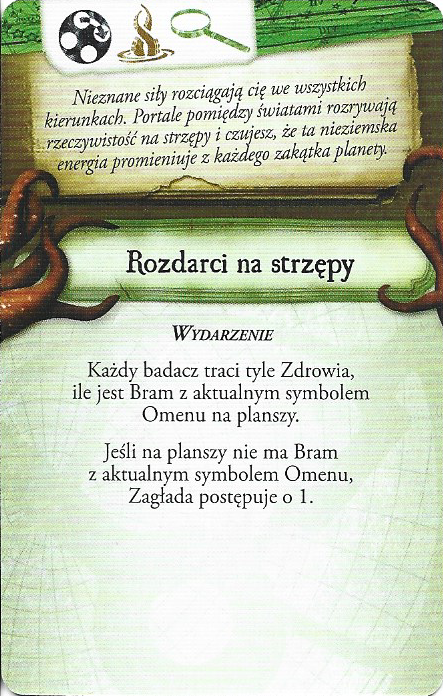 Nieznane siły rozciągają cię we wszystkich
kierunkach. Portale pomiędzy światami rozrywają
rzeczywistość na strzępy i czujesz, że ta nieziemska
energia promieniuje z każdego zakątka planety.
Rozdarci na strzępy
WYDARZENIE
Każdy badacz traci tyle Zdrowia,
ile jest Bram z aktualnym symbolem
Omenu na planszy.
Jeśli na planszy nie ma Bram
z aktualnym symbolem Omenu,
Zagłada postępuje o 1.